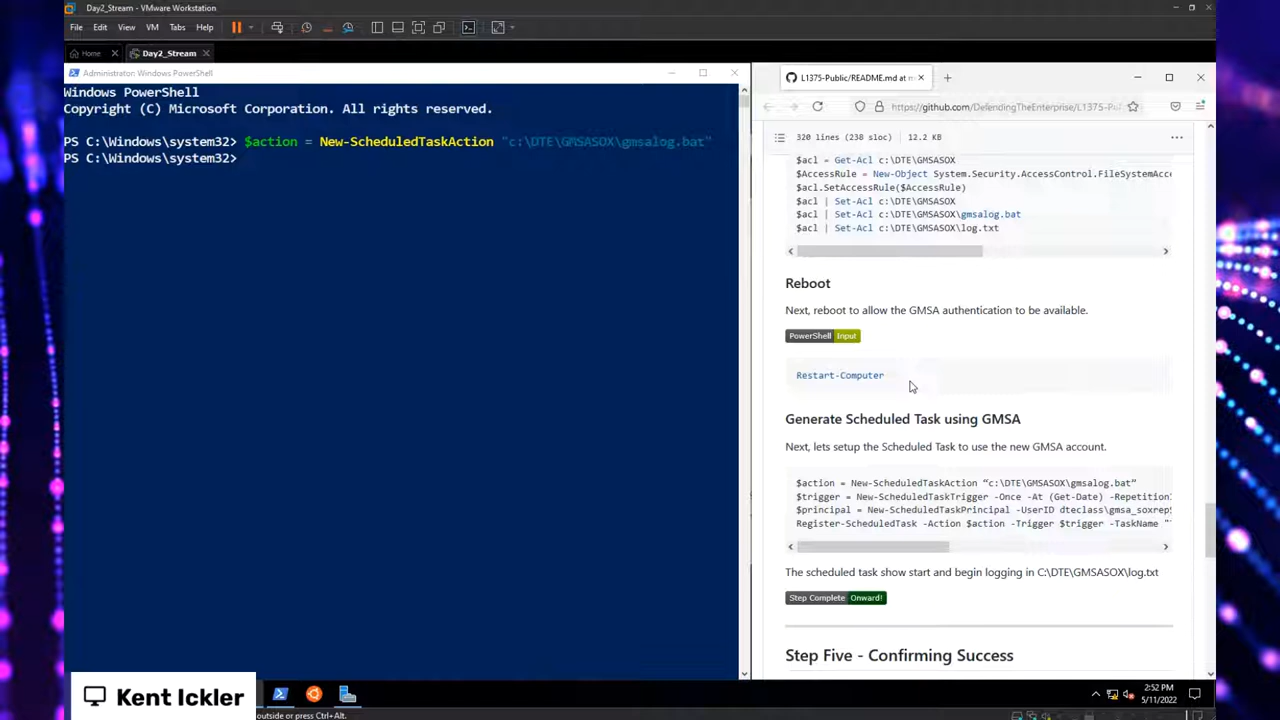 Day2_Stream - VMware Workstation
File Edit View VM Tabs Help
Home Day2_Stream
Administrator: Windows PowerShell
Windows PowerShell
Copyright (C) Microsoft Corporation. All rights reserved.
PS C:\Windows\system32> $action = New-ScheduledTaskAction "c:\DTE\GMSASOX\gmsalog.bat"
PS C:\Windows\system32>
L1375-Public/README.md at m
https://github.com/DefendingTheEnterprise/L1375-Pu
320 lines (238 sloc) 12.2 KB
$acl = Get-Acl c:\DTE\GMSASOX
$AccessRule = New-Object System.Security.AccessControl.FileSystemAcce
$acl.SetAccessRule($AccessRule)
$acl | Set-Acl c:\DTE\GMSASOX
$acl | Set-Acl c:\DTE\GMSASOX\gmsalog.bat
$acl | Set-Acl c:\DTE\GMSASOX\log.txt
Reboot
Next, reboot to allow the GMSA authentication to be available.
PowerShell Input
Restart-Computer
Generate Scheduled Task using GMSA
Next, lets setup the Scheduled Task to use the new GMSA account.
$action = New-ScheduledTaskAction “c:\DTE\GMSASOX\gmsalog.bat”
$trigger = New-ScheduledTaskTrigger -Once -At (Get-Date) -Repetition
$principal = New-ScheduledTaskPrincipal -UserID dteclass\gmsa_soxrep$
Register-ScheduledTask -Action $action -Trigger $trigger -TaskName
The scheduled task show start and begin logging in C:\DTE\GMSASOX\log.txt
Step Complete Onward!
Step Five - Confirming Success
Kent Ickler
2:52 PM
5/11/2022
outside or press Ctrl+Alt.